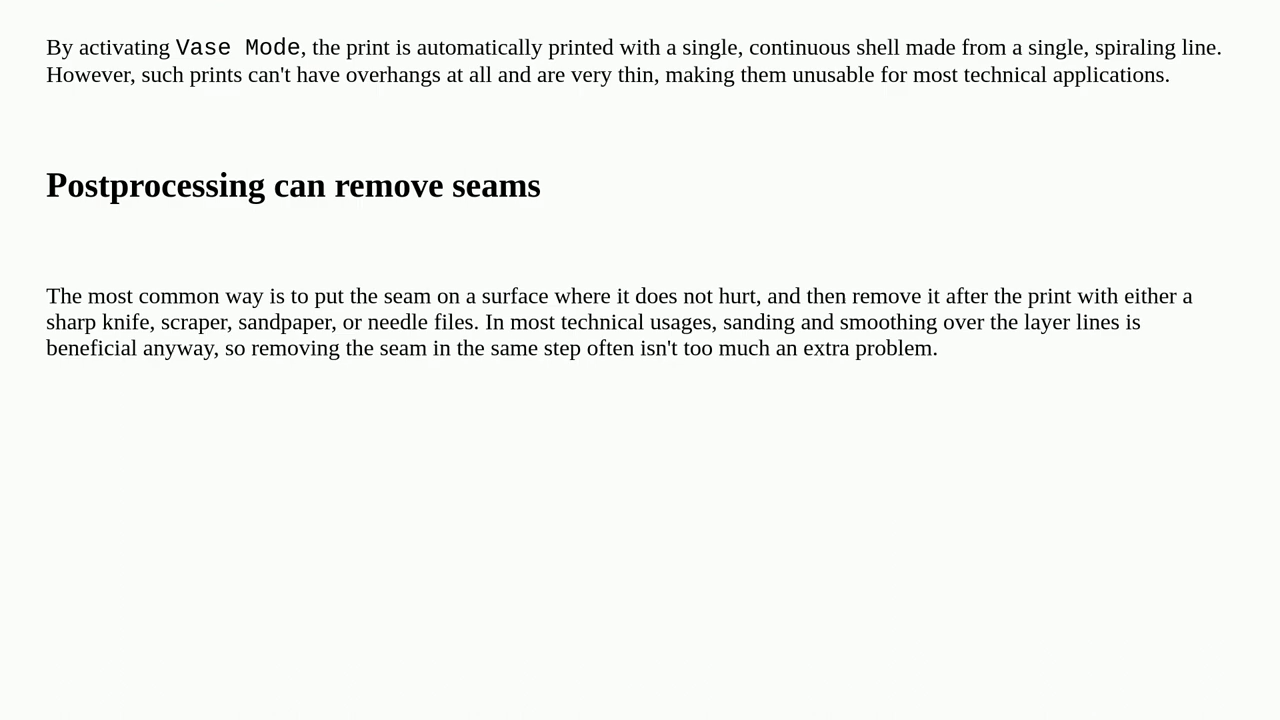 By activating Vase Mode, the print is automatically printed with a single, continuous shell made from a single, spiraling line.
However, such prints can't have overhangs at all and are very thin, making them unusable for most technical applications.
Postprocessing can remove seams
The most common way is to put the seam on a surface where it does not hurt, and then remove it after the print with either a
sharp knife, scraper, sandpaper, or needle files. In most technical usages, sanding and smoothing over the layer lines is
beneficial anyway, so removing the seam in the same step often isn't too much an extra problem.